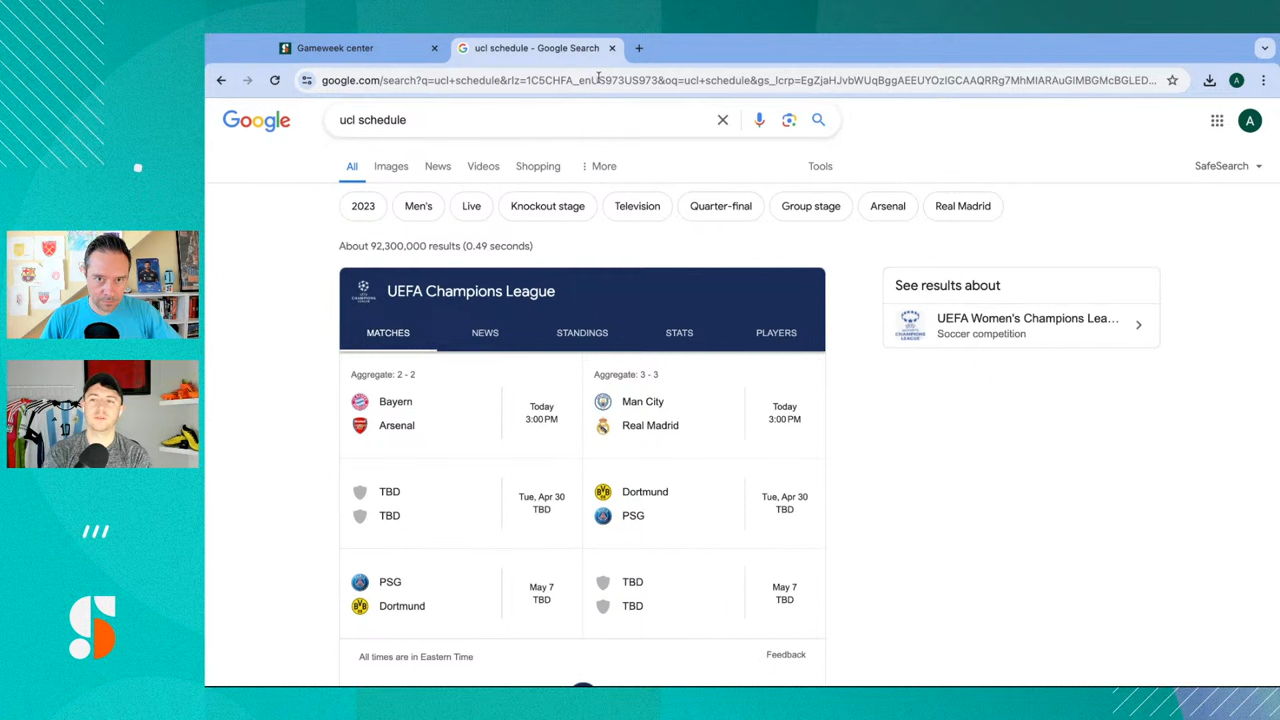 Gameweek center
ucl schedule - Google Search
google.com/search?q=ucl+schedule&rlz=1C5CHFA_enUS973US973&oq=ucl+schedule&gs_lcrp=EgZjaHJvbWUqBggAEEUYOzIGCAAQRRg7MhMIARAuGIMBGMcBGLED...
Google
ucl schedule
A
All
Images
News
Videos
Shopping
More
Tools
SafeSearch
2023
Men's
Live
Knockout stage
Television
Quarter-final
Group stage
Arsenal
Real Madrid
About 92,300,000 results (0.49 seconds)
UEFA Champions League
MATCHES
NEWS
STANDINGS
STATS
PLAYERS
See results about
UEFA Women's Champions Lea...
Soccer competition
Aggregate: 2 - 2
Bayern
Arsenal
Today
3:00 PM
Aggregate: 3 - 3
Man City
Real Madrid
Today
3:00 PM
TBD
TBD
Tue, Apr 30
TBD
Dortmund
PSG
Tue, Apr 30
TBD
PSG
Dortmund
May 7
TBD
TBD
TBD
May 7
TBD
All times are in Eastern Time
Feedback